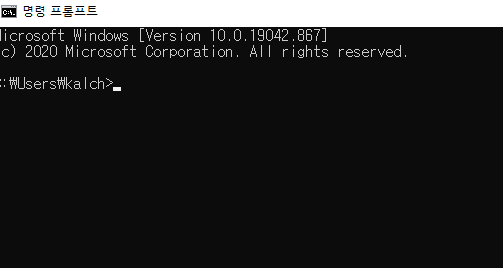 명령 프롬프트
icrosoft Windows [Version 10.0.19042.867]
c) 2020 Microsoft Corporation. All rights reserved.
:₩Users₩kalch>